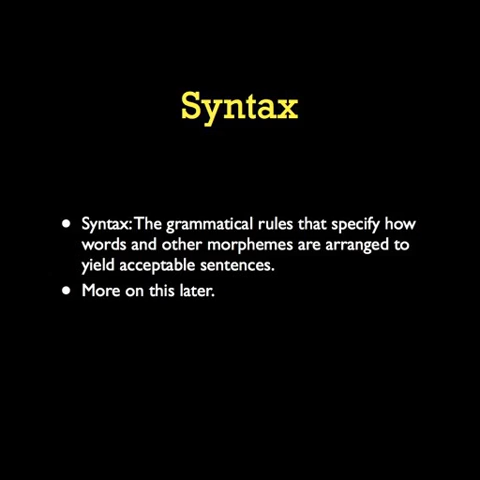 Syntax
• Syntax: The grammatical rules that specify how
words and other morphemes are arranged to
yield acceptable sentences.
• More on this later.